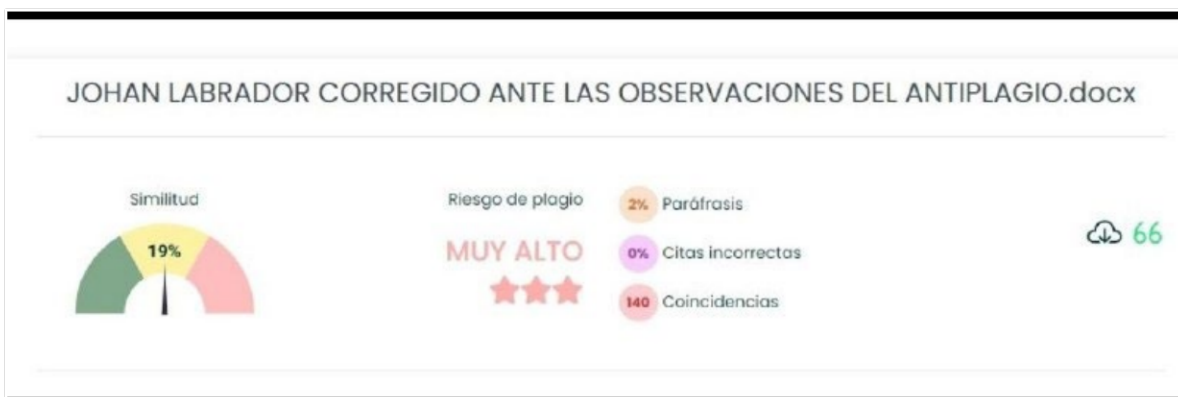 JOHAN LABRADOR CORREGIDO ANTE LAS OBSERVACIONES DEL ANTIPLAGIO.docx
Similitud
19%
Riesgo de plagio
MUY ALTO
2% Paráfrasis
0% Citas incorrectas
140 Coincidencias
66